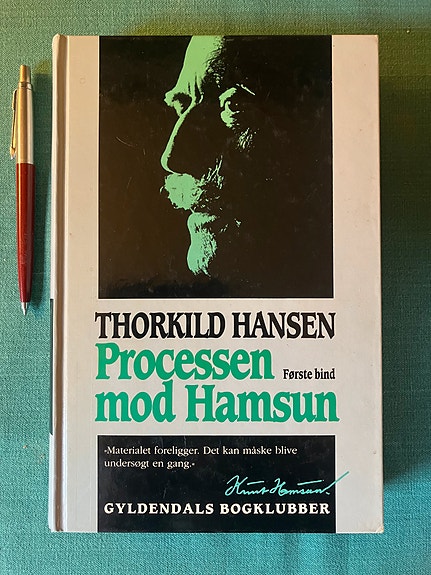 THORKILD HANSEN
Processen
Første bind
mod Hamsun
»Materialet foreligger. Det kan måske blive
undersøgt en gang.«
Knut Hamsun.
GYLDENDALS BOGKLUBBER